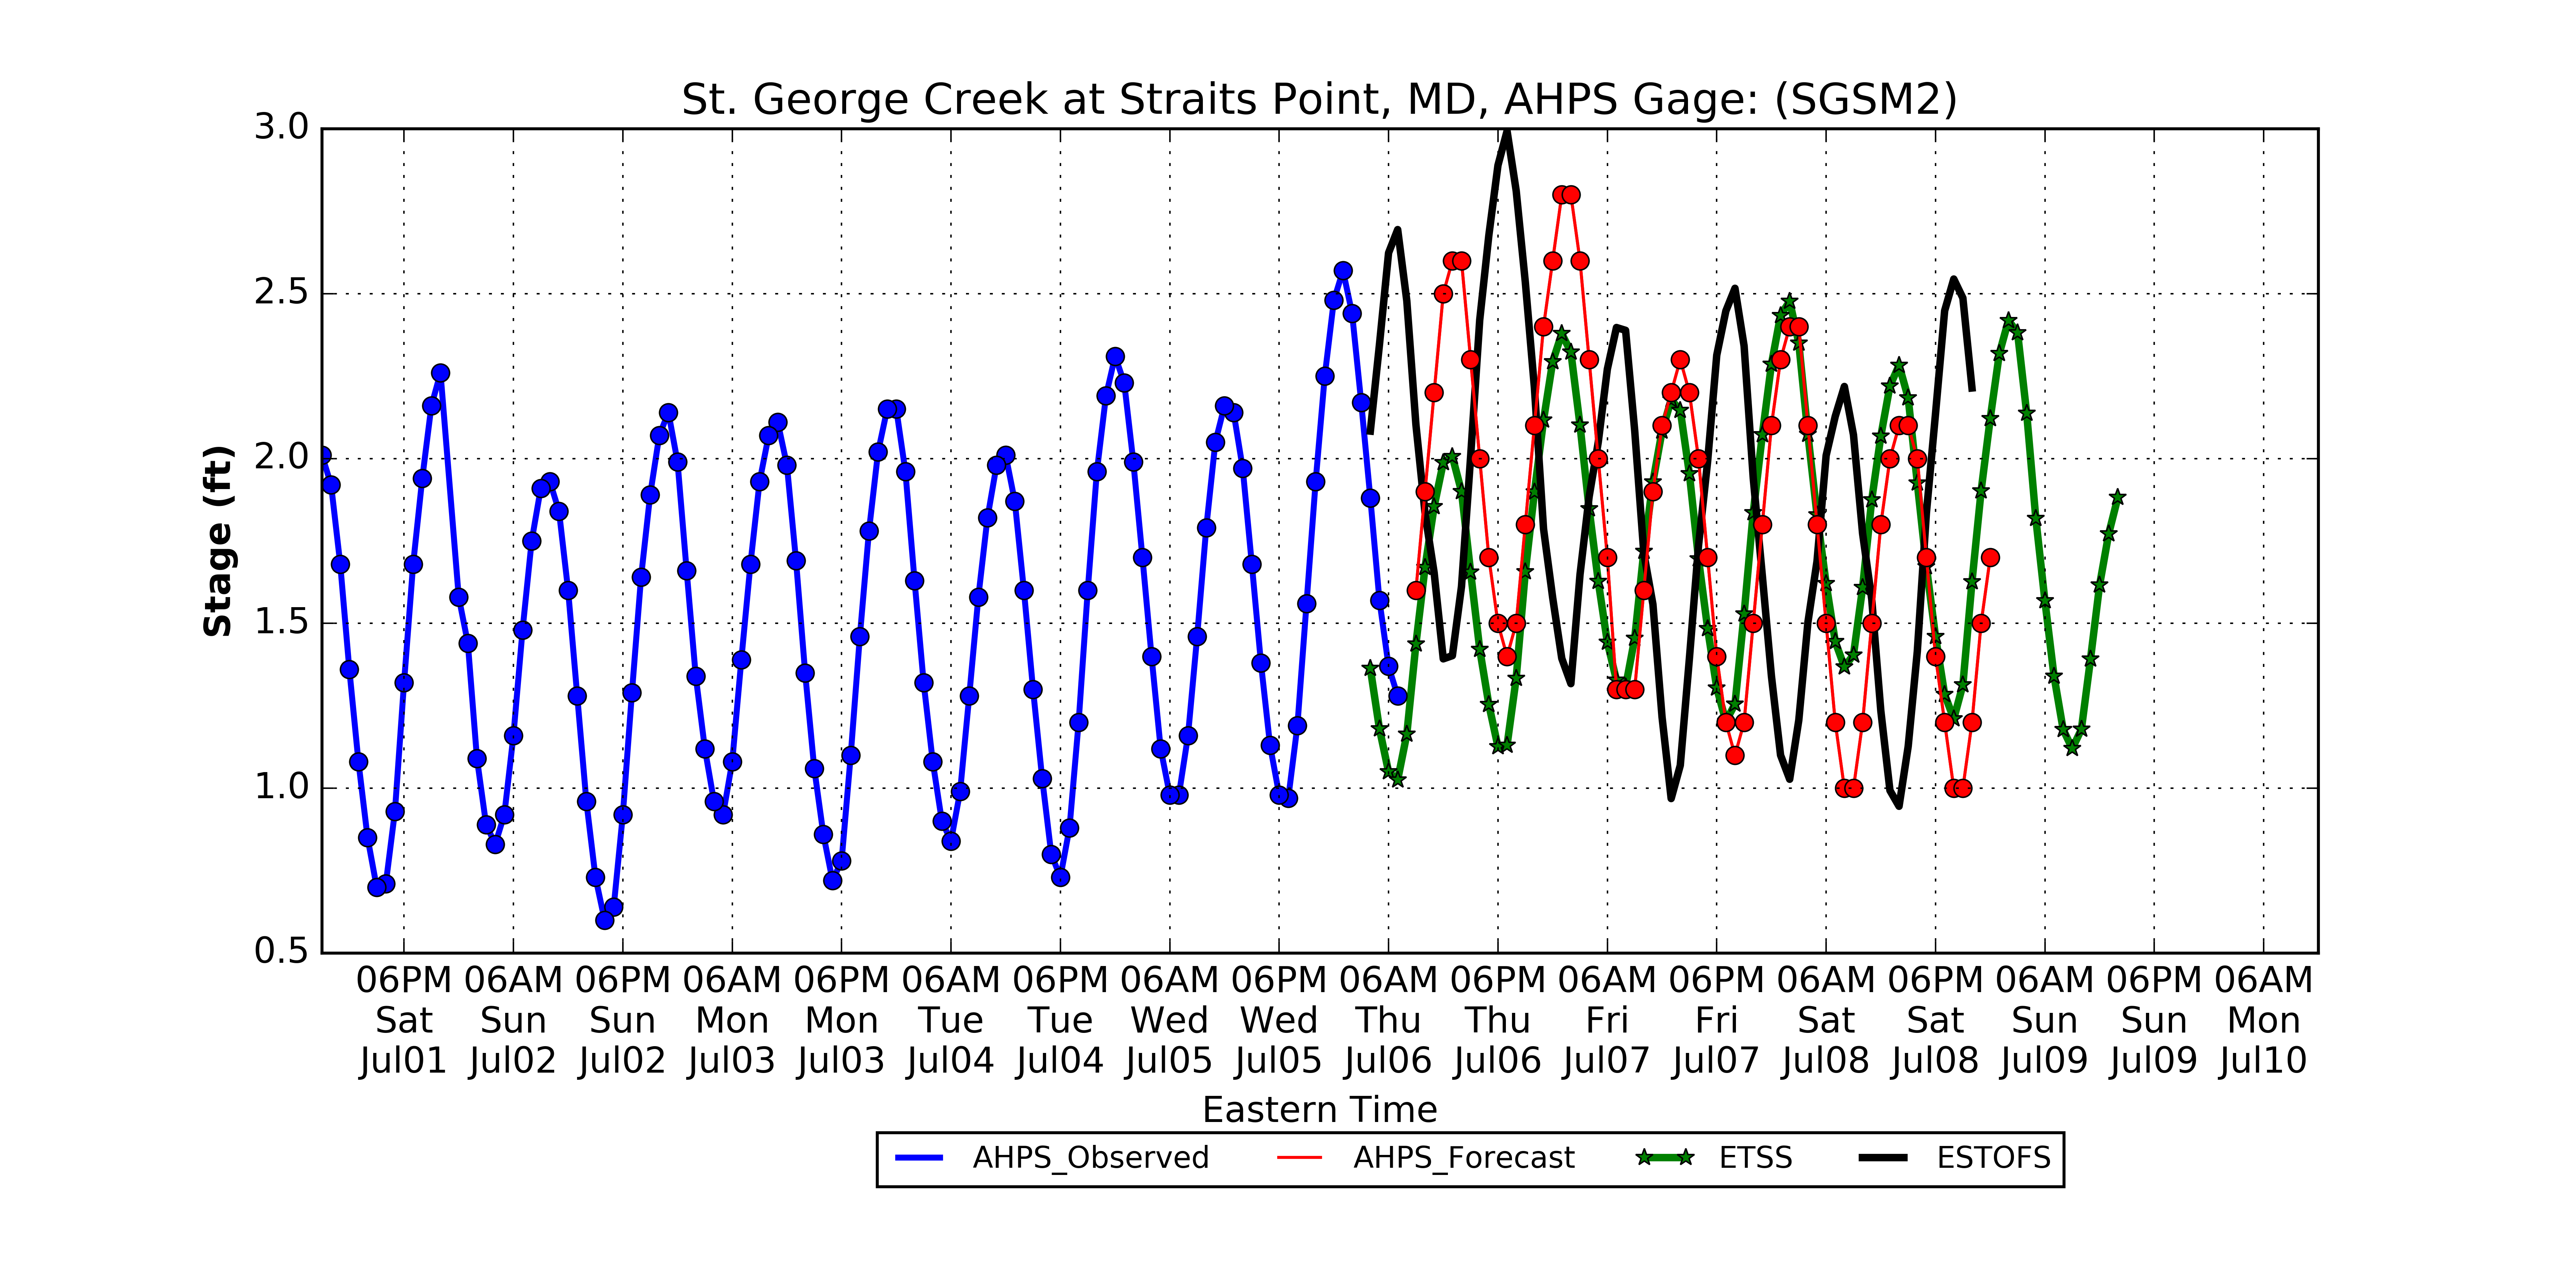 St. George Creek at Straits Point, MD, AHPS Gage: (SGSM2)
3.0
2.5
2.0
1.5
1.0
0.5
Stage (ft)
06PM 06AM 06PM 06AM 06PM 06AM 06PM 06AM 06PM 06AM 06PM 06AM 06PM 06AM 06PM 06AM 06PM 06AM
Sat Sun Sun Mon Mon Tue Tue Wed Wed Thu Thu Fri Fri Sat Sat Sun Sun Mon
Jul01 Jul02 Jul02 Jul03 Jul03 Jul04 Jul04 Jul05 Jul05 Jul06 Jul06 Jul07 Jul07 Jul08 Jul08 Jul09 Jul09 Jul10
Eastern Time
AHPS_Observed AHPS_Forecast ETSS ESTOFS